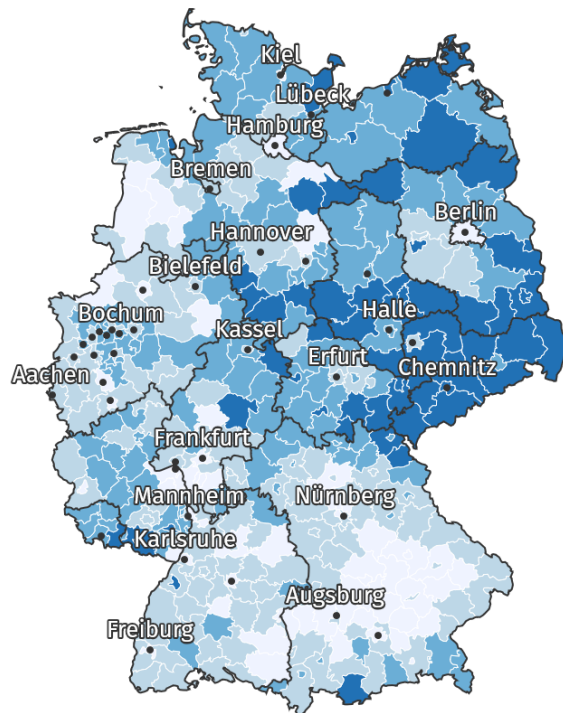 Kiel
Lübeck
Hamburg
Bremen
Berlin
Hannover
Bielefeld
Bochum
Halle
Kassel
Erfurt
Chemnitz
Aachen
Frankfurt
Mannheim
Nürnberg
Karlsruhe
Augsburg
Freiburg